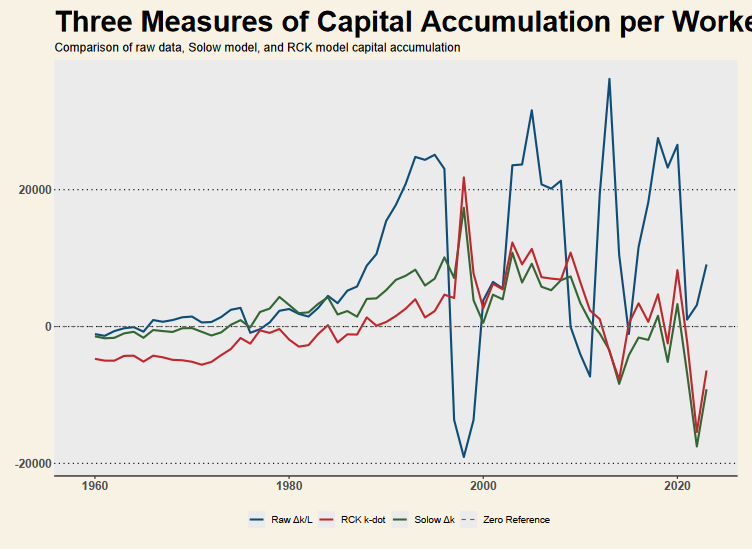 Three Measures of Capital Accumulation per Worke
Comparison of raw data, Solow model, and RCK model capital accumulation
20000
0
-20000
1960 1980 2000 2020
Raw Δk/L RCK k-dot Solow Δk Zero Reference